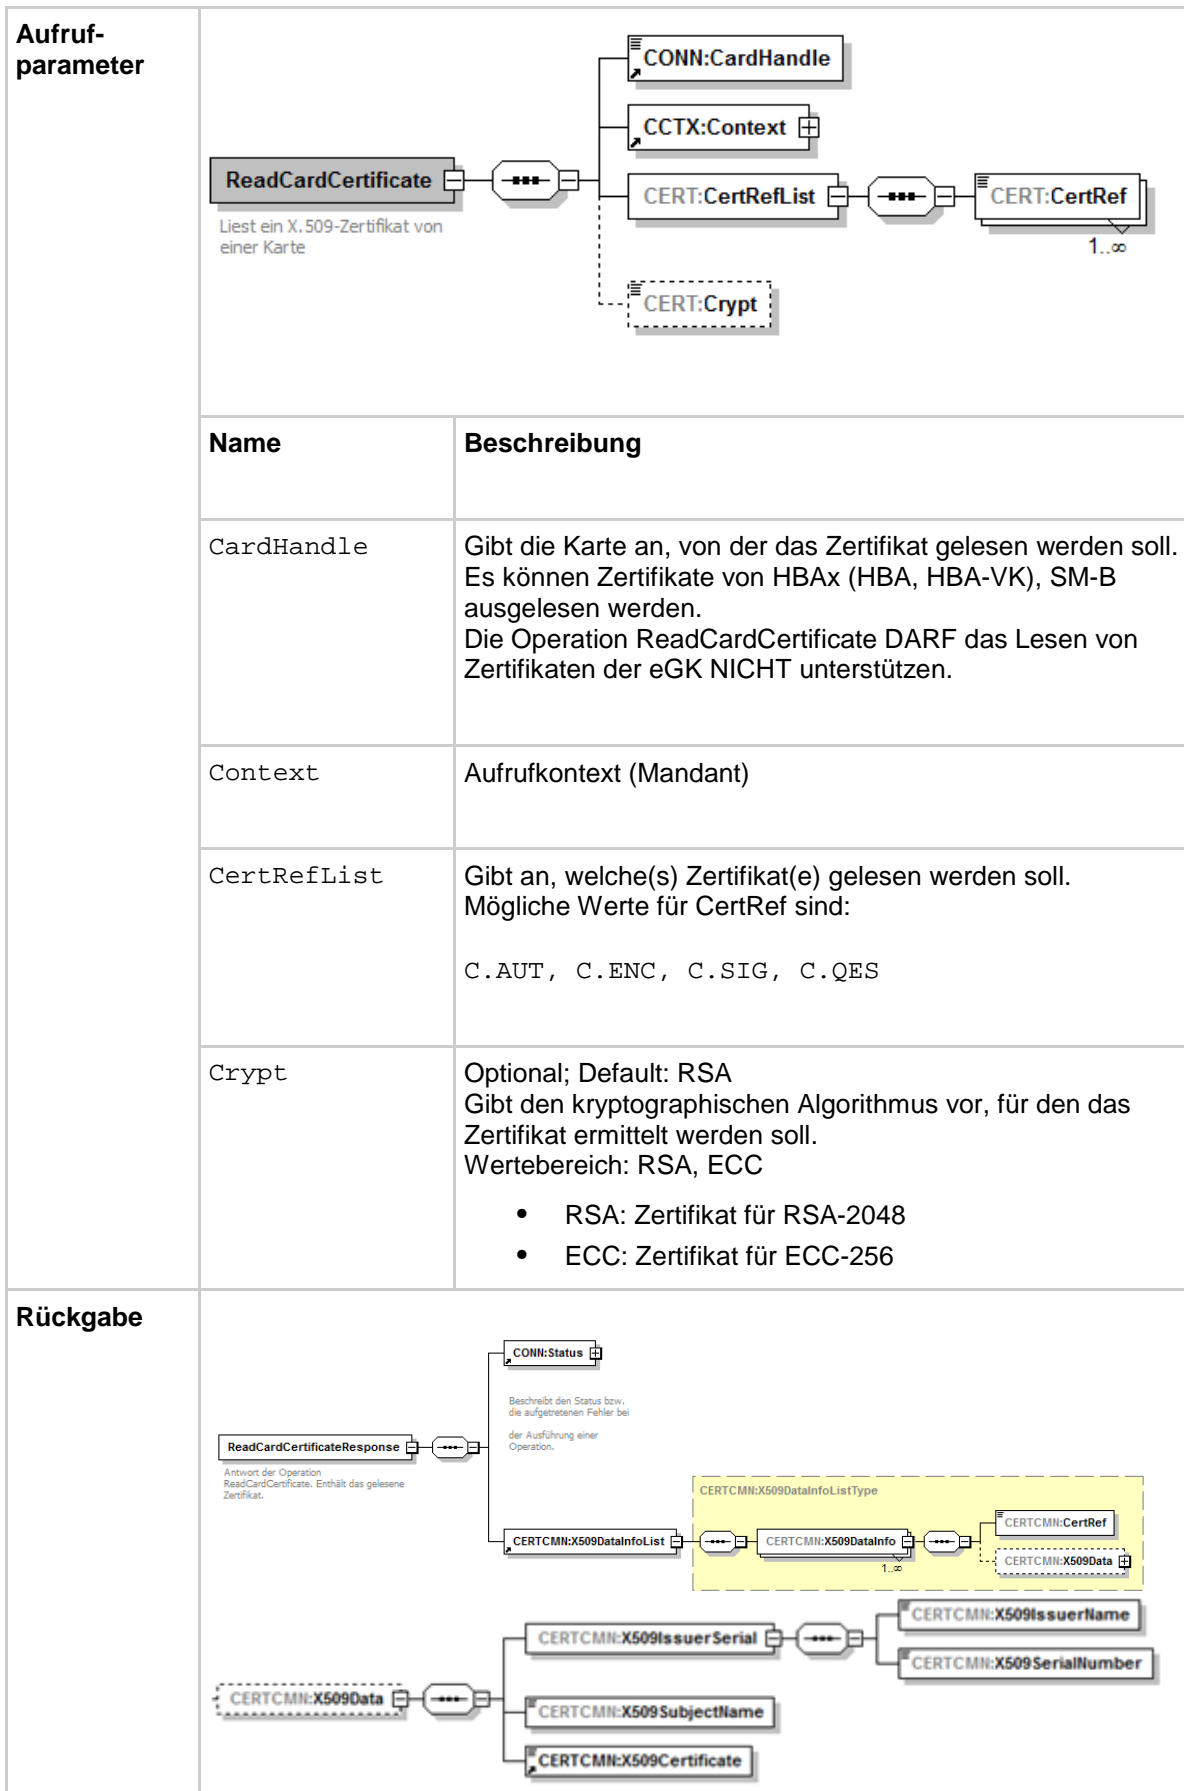 Aufruf-
parameter
CONN:CardHandle
CCTX:Context
ReadCardCertificate
CERT:CertRefList
CERT:CertRef
Liest ein X.509-Zertifikat von
einer Karte
1..∞
CERT:Crypt
Name
Beschreibung
CardHandle
Gibt die Karte an, von der das Zertifikat gelesen werden soll.
Es können Zertifikate von HBAx (HBA, HBA-VK), SM-B
ausgelesen werden.
Die Operation ReadCardCertificate DARF das Lesen von
Zertifikaten der eGK NICHT unterstützen.
Context
Aufrufkontext (Mandant)
CertRefList
Gibt an, welche(s) Zertifikat(e) gelesen werden soll.
Mögliche Werte für CertRef sind:
C.AUT, C.ENC, C.SIG, C.QES
Crypt
Optional; Default: RSA
Gibt den kryptographischen Algorithmus vor, für den das
Zertifikat ermittelt werden soll.
Wertebereich: RSA, ECC
• RSA: Zertifikat für RSA-2048
• ECC: Zertifikat für ECC-256
Rückgabe
CONN:Status
Beschreibt den Status bzw.
die aufgetretenen Fehler bei
der Ausführung einer
Operation.
ReadCardCertificateResponse
Antwort der Operation
ReadCardCertificate. Enthält das gelesene
Zertifikat.
CERTCMN:X509DataInfoListType
CERTCMN:X509DataInfoList
CERTCMN:X509DataInfo
1..∞
CERTCMN:CertRef
CERTCMN:X509Data
CERTCMN:X509IssuerSerial
CERTCMN:X509IssuerName
CERTCMN:X509SerialNumber
CERTCMN:X509Data
CERTCMN:X509SubjectName
CERTCMN:X509Certificate